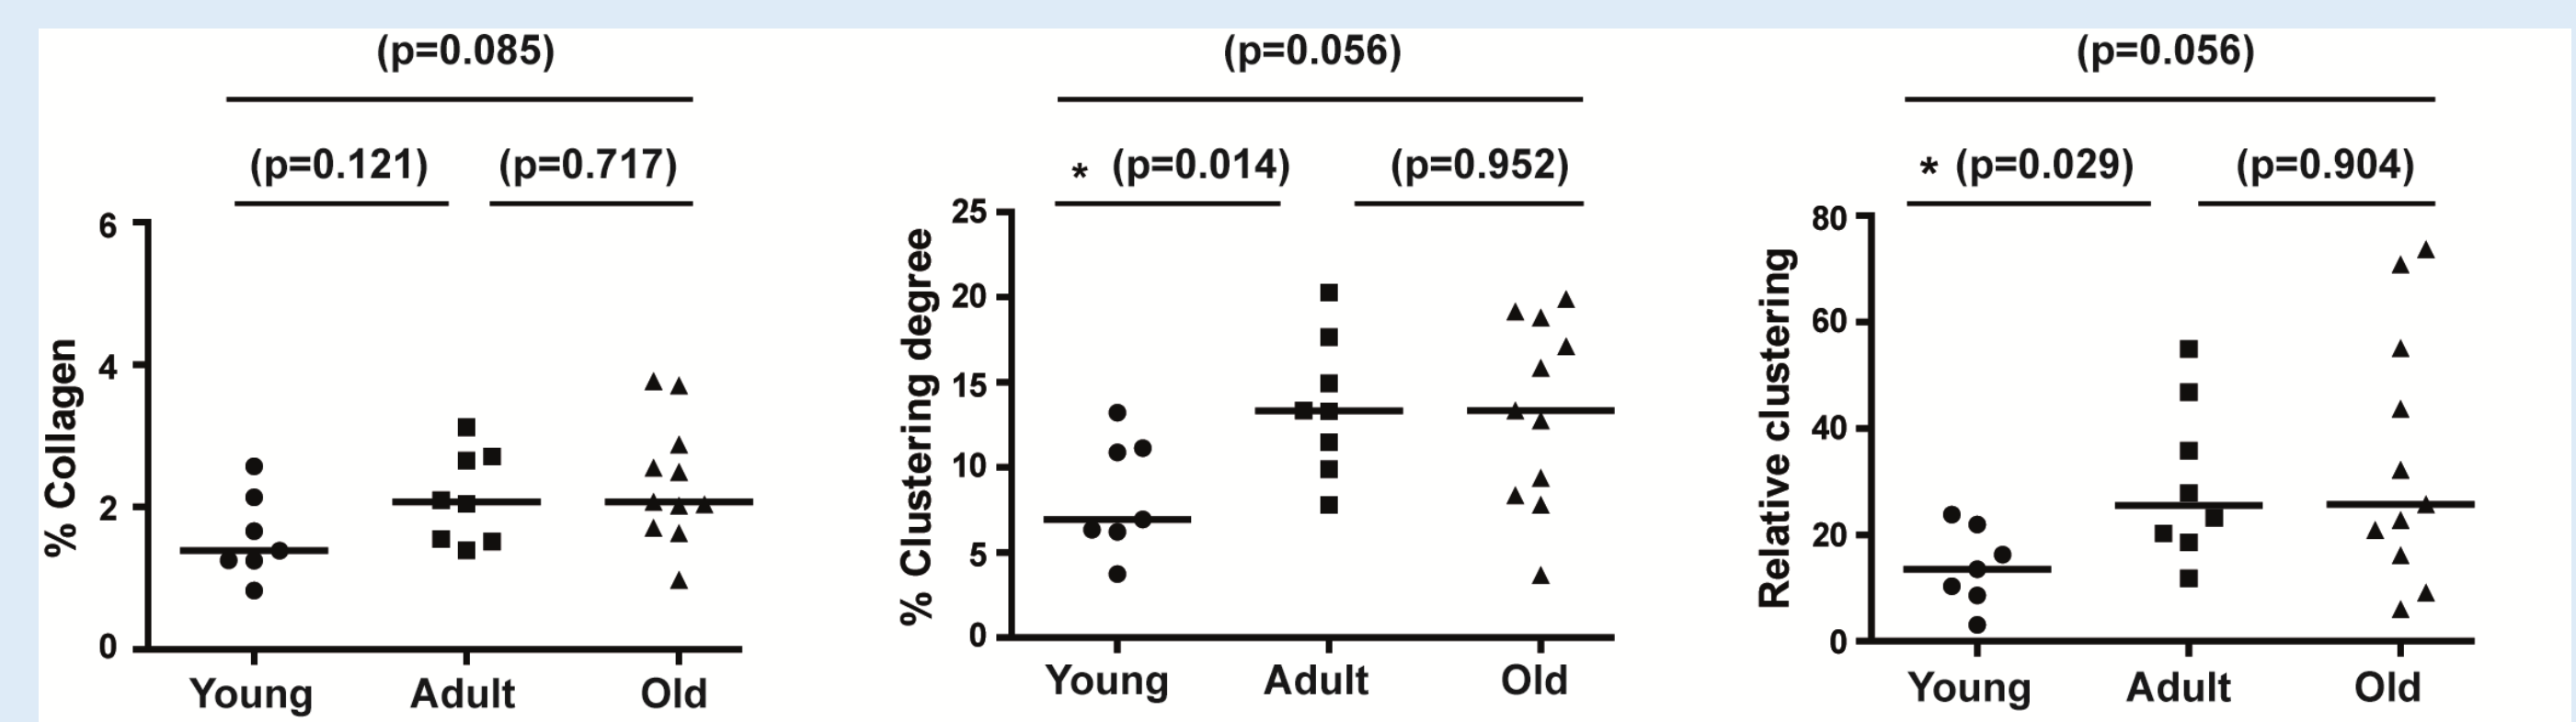 (p=0.085)
(p=0.121) (p=0.717)
6
4
2
0
% Collagen
Young Adult Old
(p=0.056)
* (p=0.014) (p=0.952)
25
20
15
10
5
0
% Clustering degree
Young Adult Old
(p=0.056)
* (p=0.029) (p=0.904)
80
60
40
20
0
Relative clustering
Young Adult Old